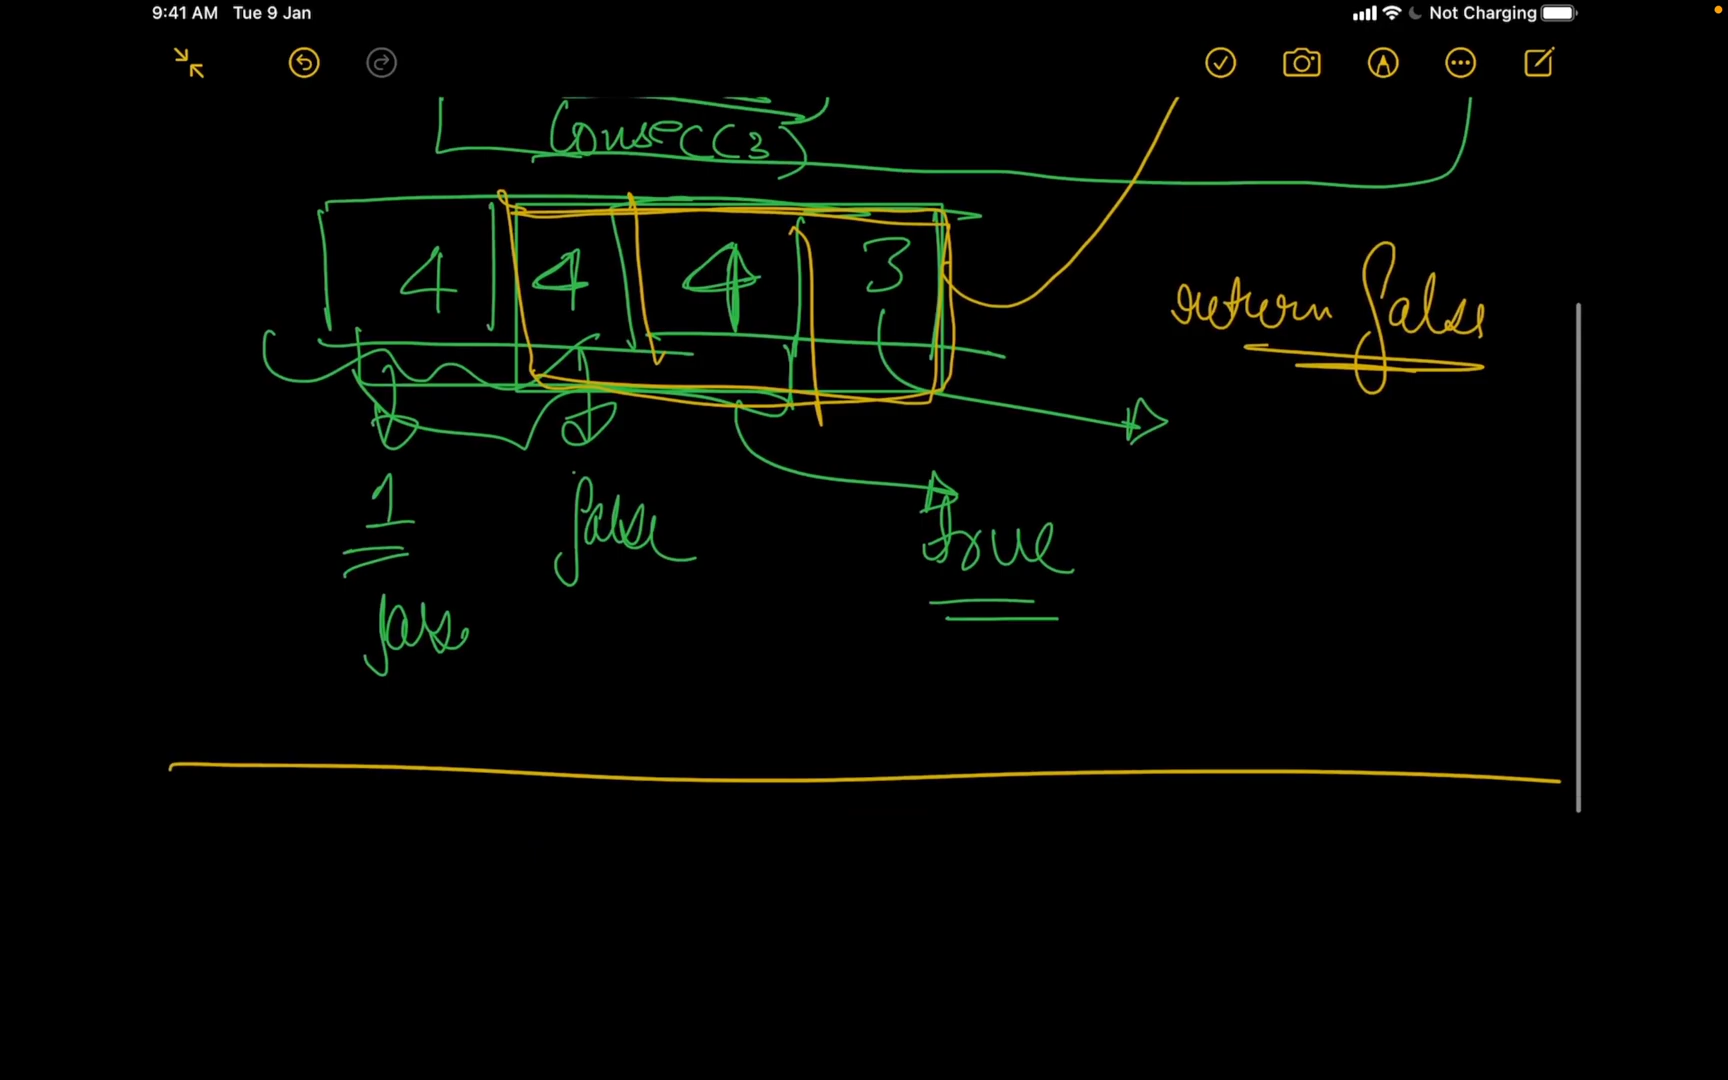 9:41 AM Tue 9 Jan
Not Charging
Consec(3)
4 4 4 3
return false
1
false
false
true